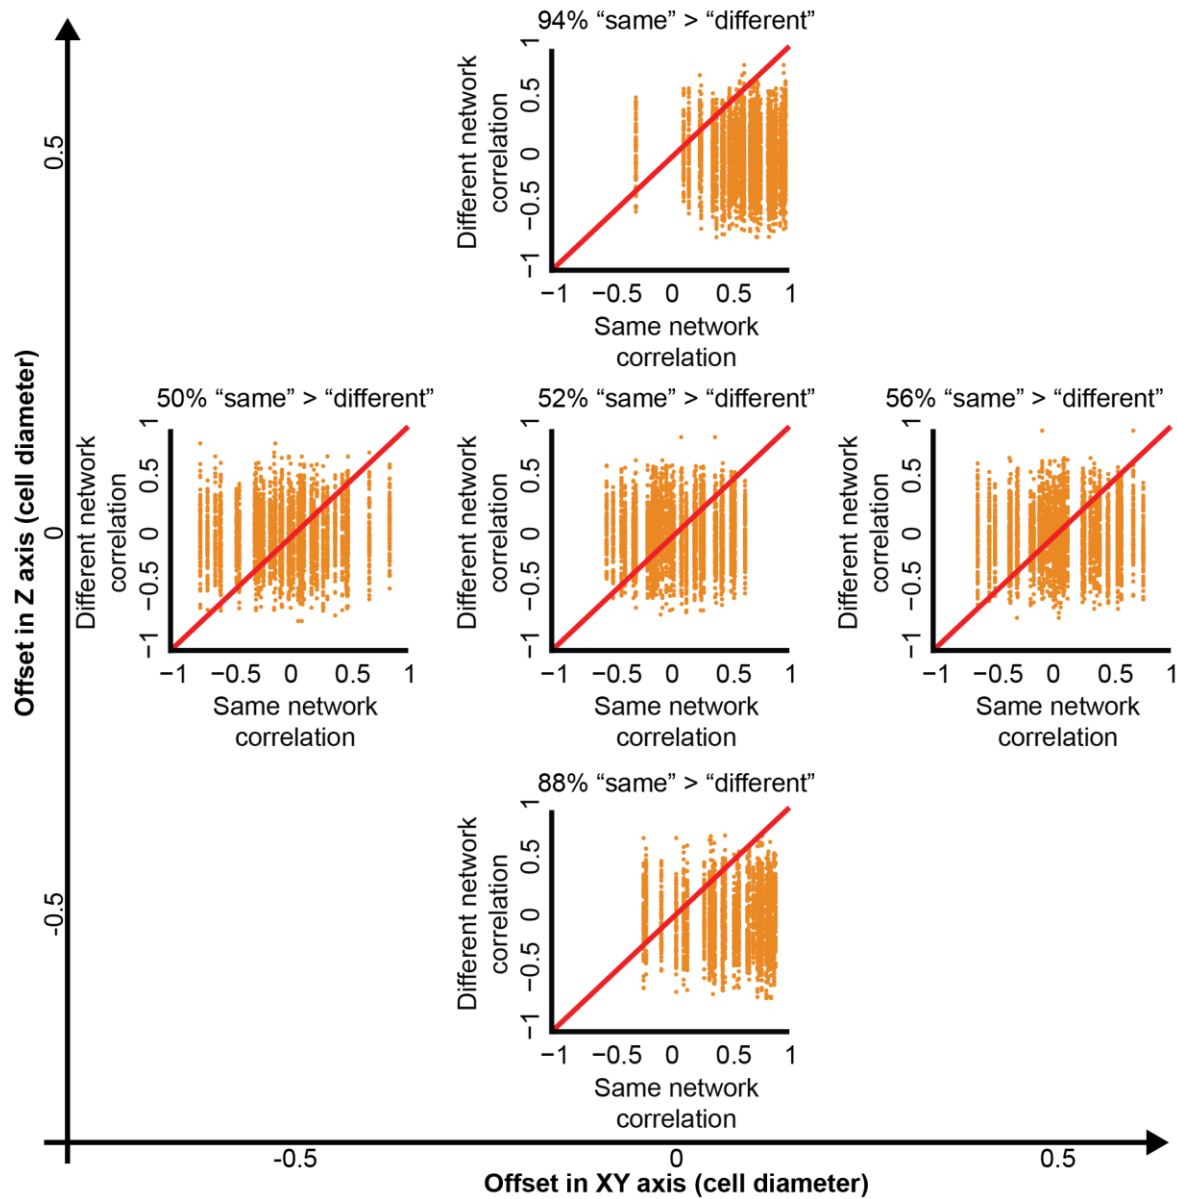 94% “same” > “different”
Different network
correlation
1
0.5
0
−0.5
−1
−1 −0.5 0 0.5 1
Same network
correlation
50% “same” > “different”
Different network
correlation
1
0.5
0
−0.5
−1
−1 −0.5 0 0.5 1
Same network
correlation
52% “same” > “different”
Different network
correlation
1
0.5
0
−0.5
−1
−1 −0.5 0 0.5 1
Same network
correlation
56% “same” > “different”
Different network
correlation
1
0.5
0
−0.5
−1
−1 −0.5 0 0.5 1
Same network
correlation
88% “same” > “different”
Different network
correlation
1
0.5
0
−0.5
−1
−1 −0.5 0 0.5 1
Same network
correlation
Offset in Z axis (cell diameter)
0.5
0
-0.5
-0.5 0 0.5
Offset in XY axis (cell diameter)